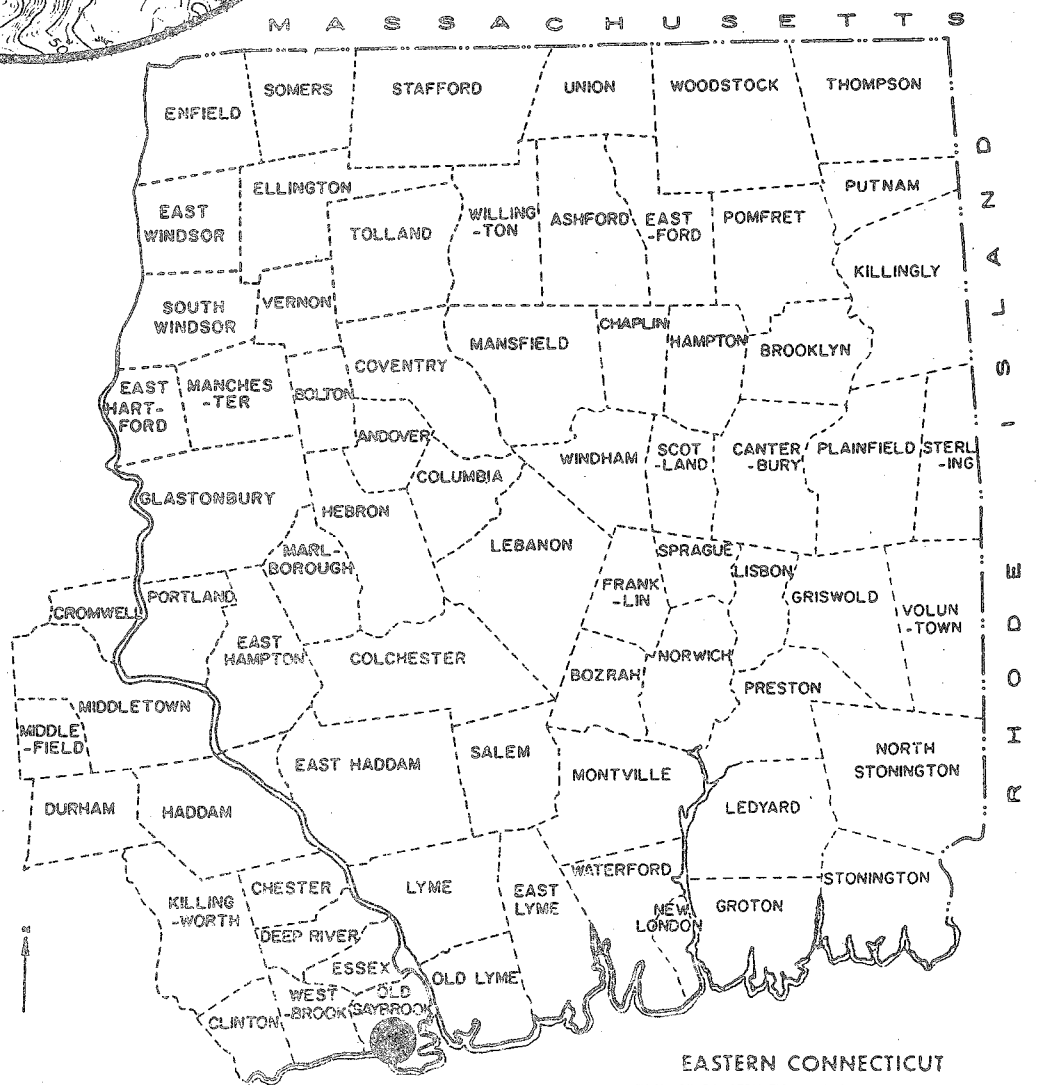 MASSACHUSETTS
50
SOMERS
STAFFORD
UNION
WOODSTOCK
THOMPSON
ENFIELD
ELLINGTON
PUTNAM
EAST
WINDSOR
TOLLAND
WILLING
-TON
ASHFORD
EAST
-FORD
POMFRET
KILLINGLY
SOUTH
WINDSOR
VERNON
MANSFIELD
CHAPLIN
HAMPTON
BROOKLYN
COVENTRY
EAST
HART-
FORD
MANCHES
-TER
BOLTON
ANDOVER
COLUMBIA
WINDHAM
SCOT
-LAND
CANTER
-BURY
PLAINFIELD
STERL
-ING
GLASTONBURY
HEBRON
LEBANON
MARL-
BOROUGH
SPRAGUE
LISBON
FRANK
-LIN
GRISWOLD
VOLUN
-TOWN
CROMWELL
PORTLAND
EAST
HAMPTON
COLCHESTER
BOZRAH
NORWICH
PRESTON
MIDDLETOWN
MIDDLE
-FIELD
EAST HADDAM
SALEM
MONTVILLE
NORTH
STONINGTON
DURHAM
HADDAM
LEDYARD
WATERFORD
STONINGTON
KILLING
-WORTH
CHESTER
LYME
EAST
LYME
NEW
LONDON
GROTON
DEEP RIVER
ESSEX
OLD LYME
WEST
-BROOK
OLD
SAYBROOK
CLINTON
RHODE ISLAND
EASTERN CONNECTICUT